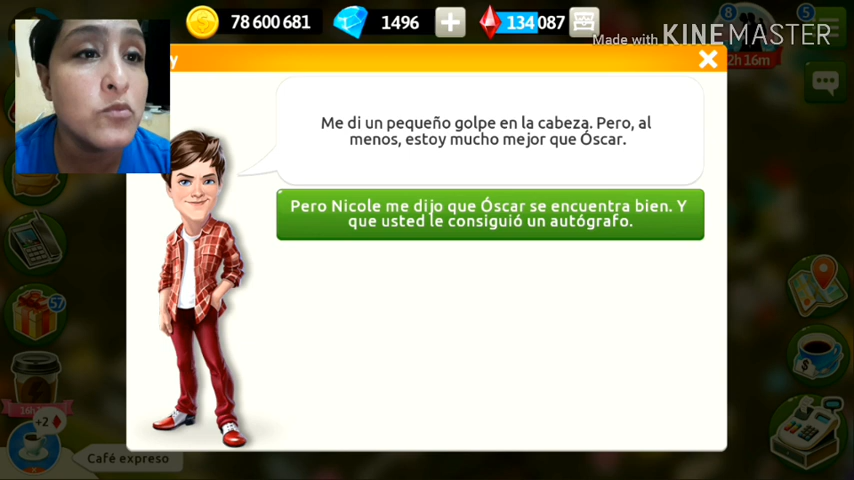 78 600 681
1496
134 087
8
5
Made with KINEMASTER
2h 16m
y
Me di un pequeño golpe en la cabeza. Pero, al
menos, estoy mucho mejor que Óscar.
Pero Nicole me dijo que Óscar se encuentra bien. Y
que usted le consiguió un autógrafo.
57
+2
Café expreso